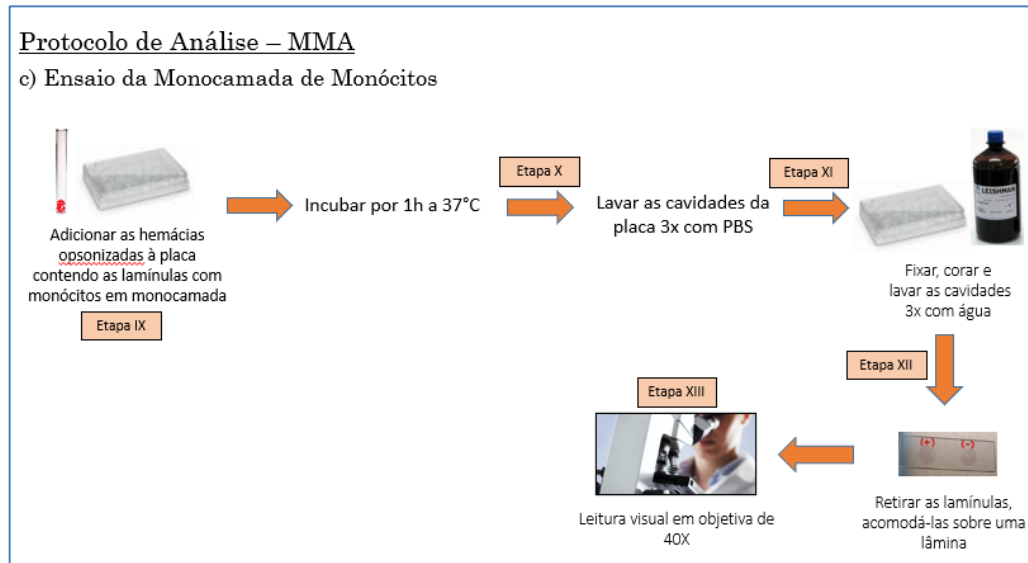 Protocolo de Análise – MMA
c) Ensaio da Monocamada de Monócitos
Adicionar as hemácias
opsonizadas à placa
contendo as lamínulas com
monócitos em monocamada
Etapa IX
Incubar por 1h a 37°C
Etapa X
Lavar as cavidades da
placa 3x com PBS
Etapa XI
LEISHMAN
Fixar, corar e
lavar as cavidades
3x com água
Etapa XII
(+) (-)
Retirar as lamínulas,
acomodá-las sobre uma
lâmina
Etapa XIII
Leitura visual em objetiva de
40X